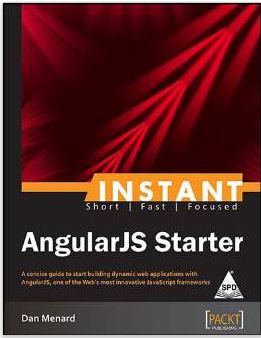 INSTANT
Short | Fast | Focused
AngularJS Starter
A concise guide to start building dynamic web applications with
AngularJS, one of the Web's most innovative JavaScript frameworks
SPD
Dan Menard
[PACKT]
PUBLISHING